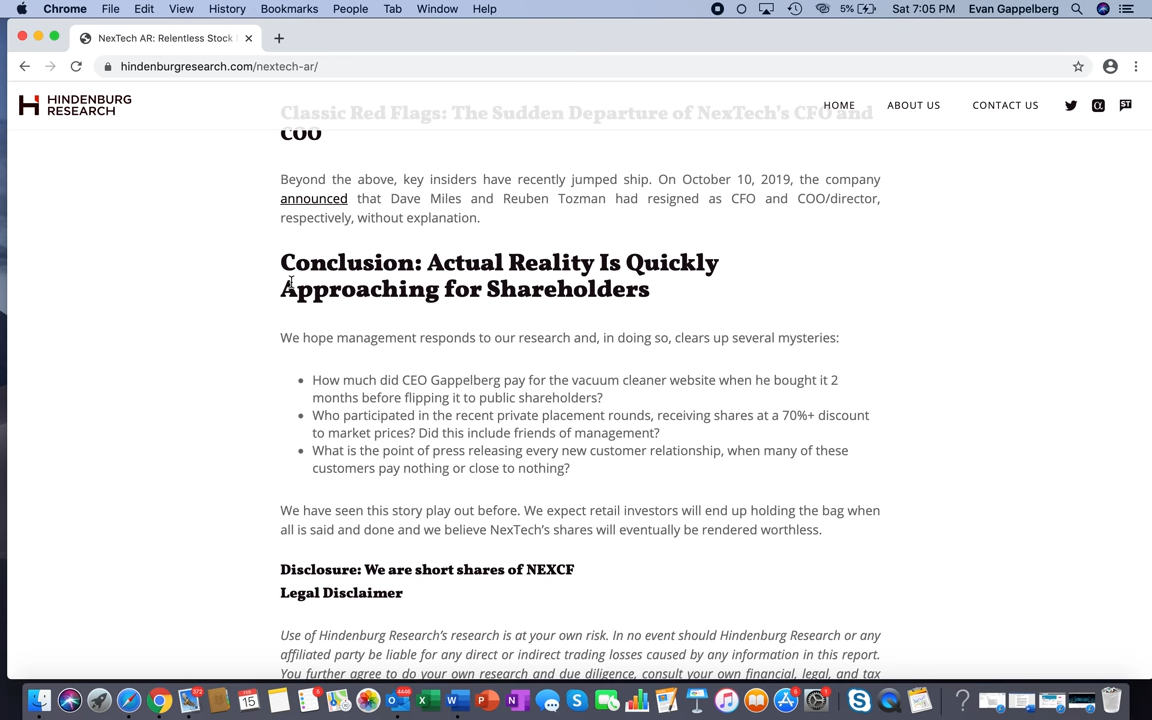 Chrome File Edit View History Bookmarks People Tab Window Help 5% Sat 7:05 PM Evan Gappelberg
NexTech AR: Relentless Stock
hindenburgresearch.com/nextech-ar/
HINDENBURG
RESEARCH
HOME ABOUT US CONTACT US
Classic Red Flags: The Sudden Departure of NexTech's CFO and
COO
Beyond the above, key insiders have recently jumped ship. On October 10, 2019, the company
announced that Dave Miles and Reuben Tozman had resigned as CFO and COO/director,
respectively, without explanation.
Conclusion: Actual Reality Is Quickly
Approaching for Shareholders
We hope management responds to our research and, in doing so, clears up several mysteries:
• How much did CEO Gappelberg pay for the vacuum cleaner website when he bought it 2
months before flipping it to public shareholders?
• Who participated in the recent private placement rounds, receiving shares at a 70%+ discount
to market prices? Did this include friends of management?
• What is the point of press releasing every new customer relationship, when many of these
customers pay nothing or close to nothing?
We have seen this story play out before. We expect retail investors will end up holding the bag when
all is said and done and we believe NexTech's shares will eventually be rendered worthless.
Disclosure: We are short shares of NEXCF
Legal Disclaimer
Use of Hindenburg Research's research is at your own risk. In no event should Hindenburg Research or any
affiliated party be liable for any direct or indirect trading losses caused by any information in this report.
You further agree to do your own research and due diligence, consult your own financial, legal, and tax
372 15 4446